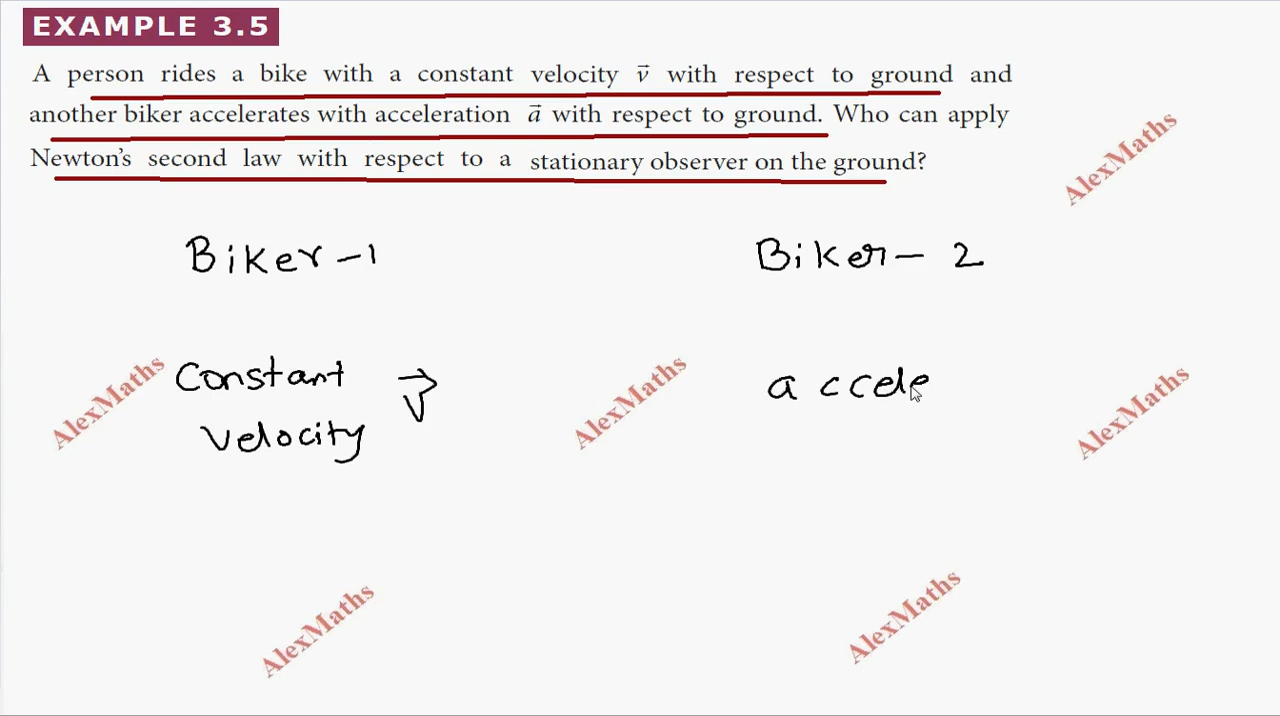 EXAMPLE 3.5
A person rides a bike with a constant velocity v⃗ with respect to ground and
another biker accelerates with acceleration a⃗ with respect to ground. Who can apply
Newton's second law with respect to a stationary observer on the ground?
AlexMaths
Biker-1 Biker-2
Constant v⃗ accele
velocity
AlexMaths AlexMaths AlexMaths
AlexMaths AlexMaths